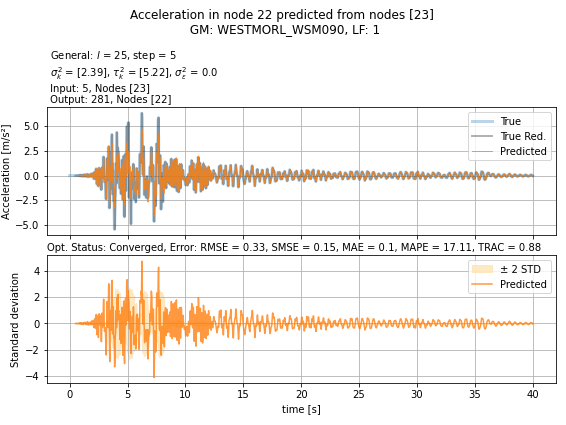 Acceleration in node 22 predicted from nodes [23]
GM: WESTMORL_WSM090, LF: 1
General: l = 25, step = 5
σ²ₖ = [2.39], τ²ₖ = [5.22], σ²ε = 0.0
Input: 5, Nodes [23]
Output: 281, Nodes [22]
Acceleration [m/s²]
5.0
2.5
0.0
−2.5
−5.0
True
True Red.
Predicted
Opt. Status: Converged, Error: RMSE = 0.33, SMSE = 0.15, MAE = 0.1, MAPE = 17.11, TRAC = 0.88
Standard deviation
4
2
0
−2
−4
± 2 STD
Predicted
0 5 10 15 20 25 30 35 40
time [s]